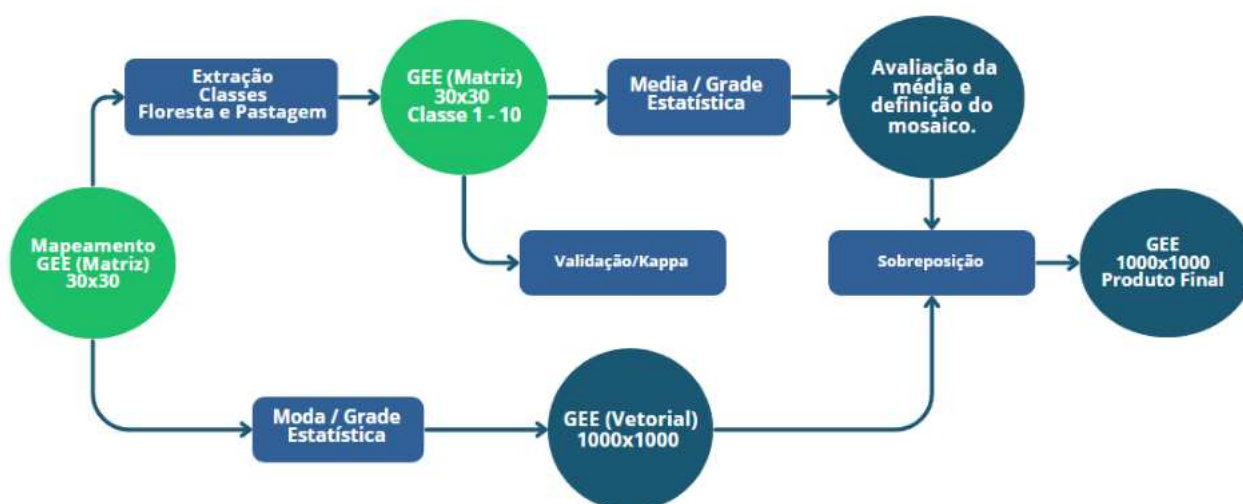 Extração
Classes
Floresta e Pastagem
GEE (Matriz)
30x30
Classe 1 - 10
Media / Grade
Estatística
Avaliação da
média e
definição do
mosaico.
Mapeamento
GEE (Matriz)
30x30
Validação/Kappa
Sobreposição
GEE
1000x1000
Produto Final
Moda / Grade
Estatística
GEE (Vetorial)
1000x1000